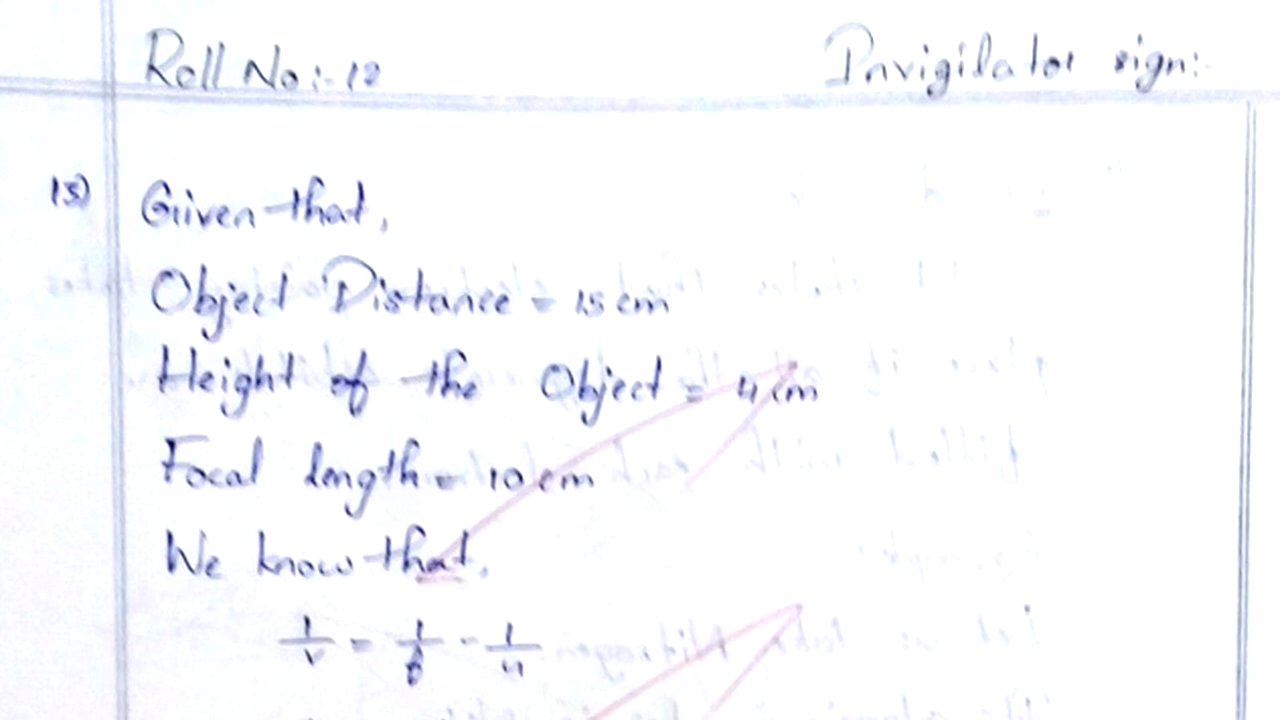 Roll No:- 12 Invigilator sign:-
15) Given that,
Object Distance = 15 cm
Height of the Object = 4 cm
Focal length = 10 cm
We know that,
1/v = 1/f - 1/u